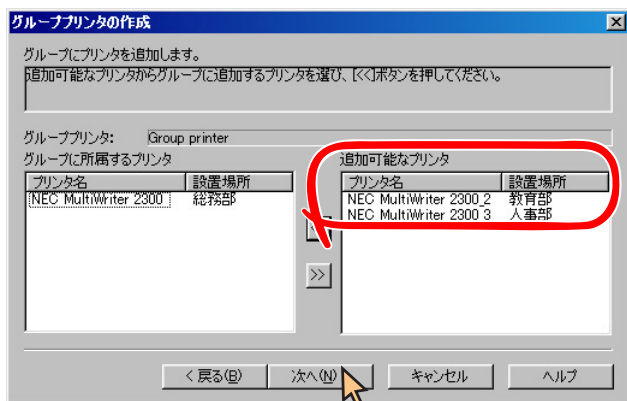 グループプリンタの作成
グループにプリンタを追加します。
追加可能なプリンタからグループに追加するプリンタを選び、[<<]ボタンを押してください。
グループプリンタ: Group printer
グループに所属するプリンタ
プリンタ名 設置場所
NEC MultiWriter 2300 総務部
追加可能なプリンタ
プリンタ名 設置場所
NEC MultiWriter 2300_2 教育部
NEC MultiWriter 2300 3 人事部
>>
< 戻る(B) 次へ(N) キャンセル ヘルプ